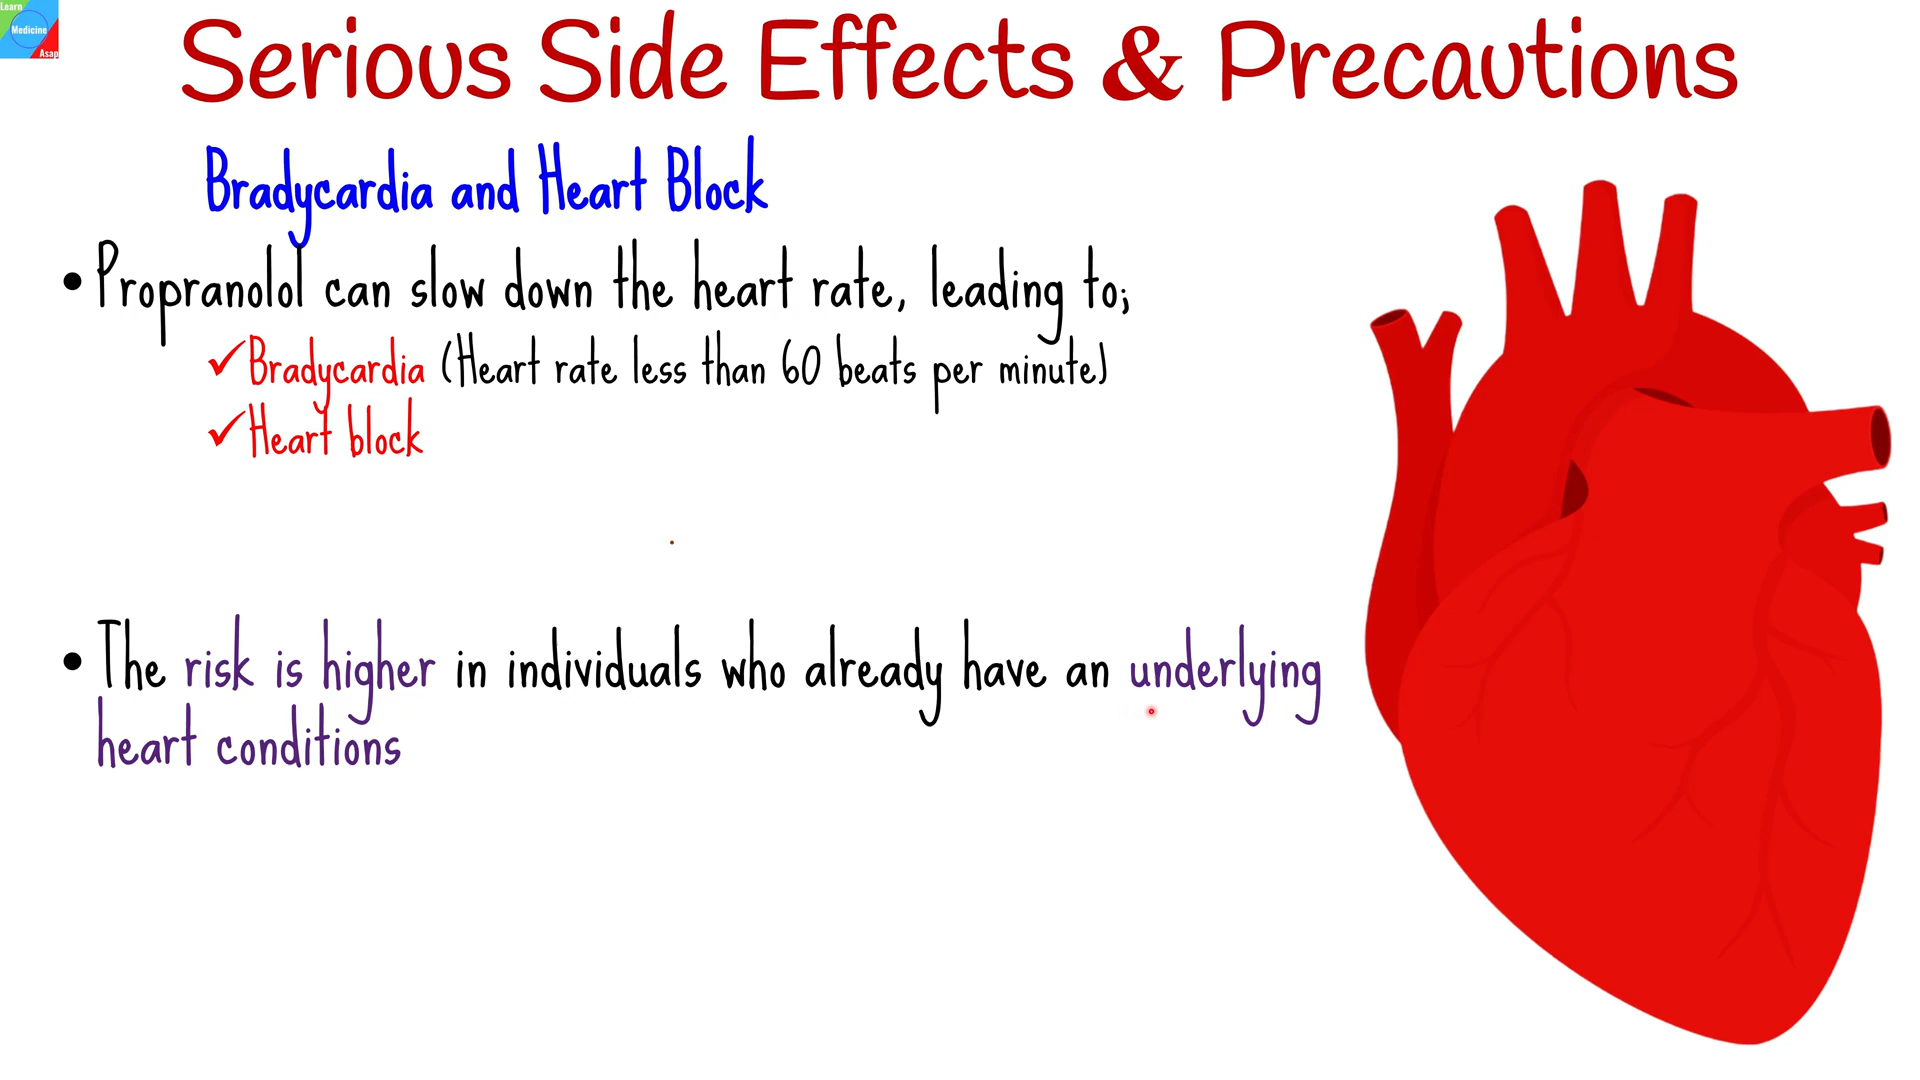 Learn
Medicine
Asap
Serious Side Effects & Precautions
Bradycardia and Heart Block
• Propranolol can slow down the heart rate, leading to;
✓Bradycardia (Heart rate less than 60 beats per minute)
✓Heart block
• The risk is higher in individuals who already have an underlying
heart conditions